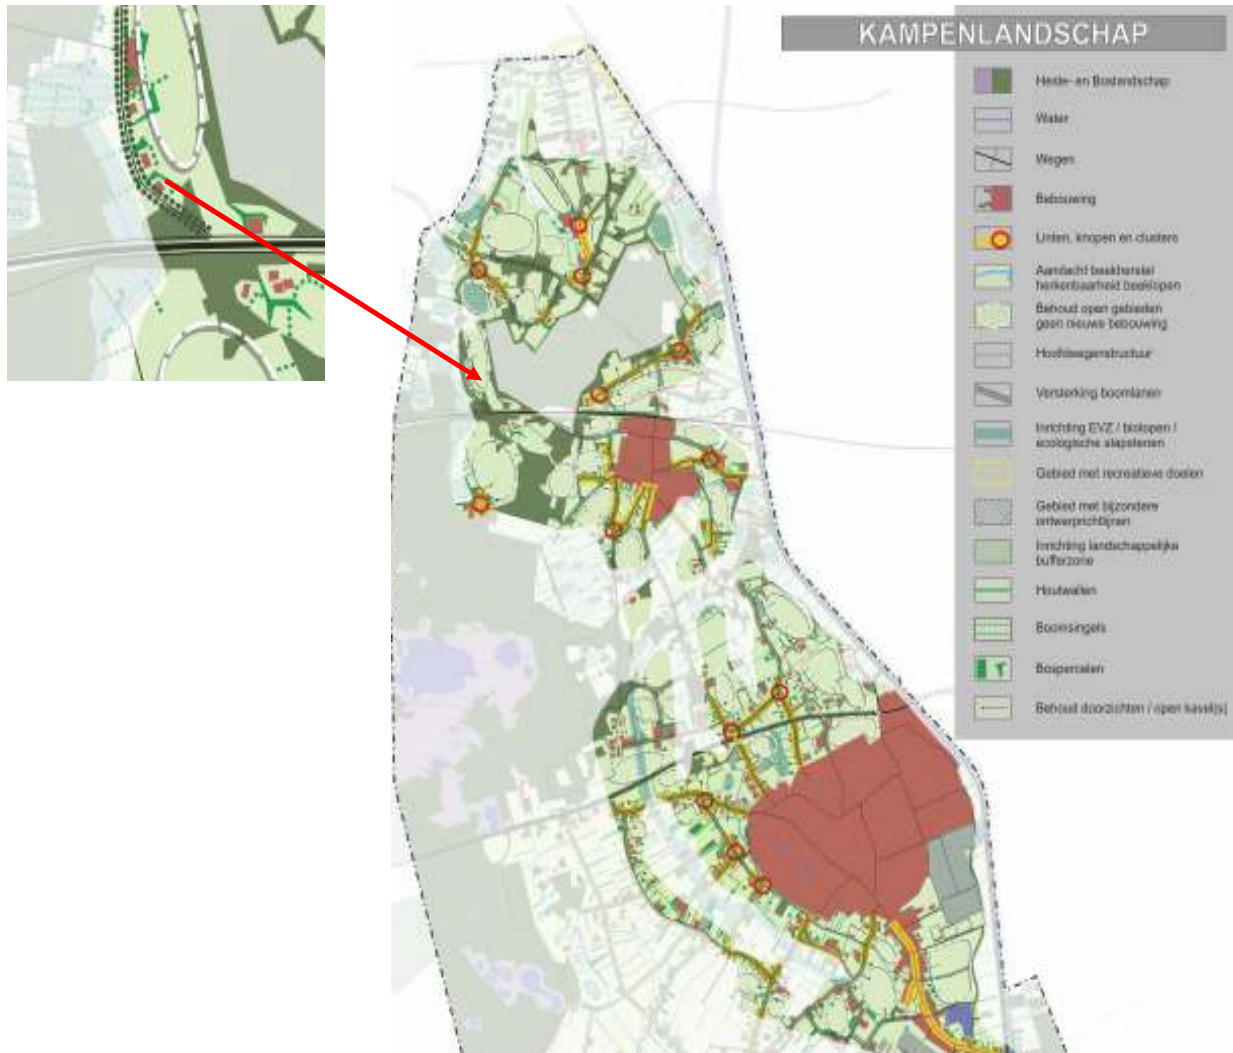 KAMPENLANDSCHAP
Heide- en Boslandschap
Water
Wegen
Bebouwing
Linten, knopen en clusters
Aandacht beekherstel
herkenbaarheid beeklopen
Behoud open gebieden
geen nieuwe bebouwing
Hoofdwegenstructuur
Versterking boomlanen
Inrichting EVZ / biotopen /
ecologische stapstenen
Gebied met recreatieve doelen
Gebied met bijzondere
ontwerprichtlijnen
Inrichting landschappelijke
bufferzone
Houtwallen
Boomsingels
Bospercelen
Behoud doorzichten / open kavel(s)